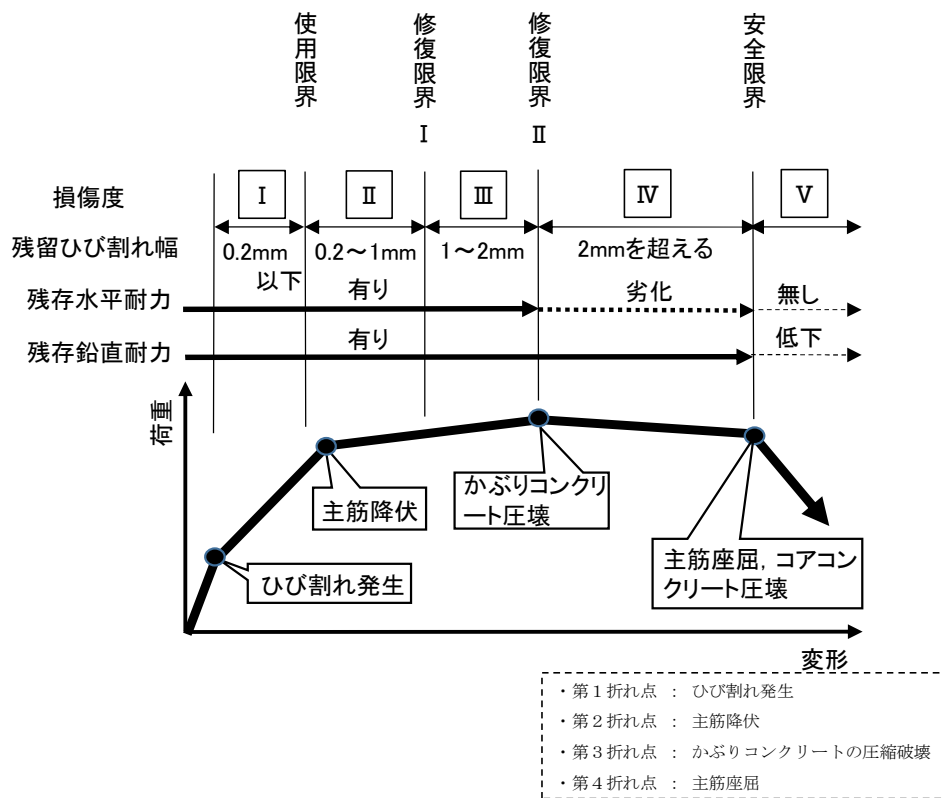 使用限界
修復限界Ⅰ
修復限界Ⅱ
安全限界
損傷度
Ⅰ
Ⅱ
Ⅲ
Ⅳ
Ⅴ
残留ひび割れ幅
0.2mm
以下
0.2～1mm
1～2mm
2mmを超える
残存水平耐力
有り
劣化
無し
残存鉛直耐力
有り
低下
荷重
主筋降伏
かぶりコンクリ
ート圧壊
ひび割れ発生
主筋座屈，コアコン
クリート圧壊
変形
・第１折れ点 ： ひび割れ発生
・第２折れ点 ： 主筋降伏
・第３折れ点 ： かぶりコンクリートの圧縮破壊
・第４折れ点 ： 主筋座屈